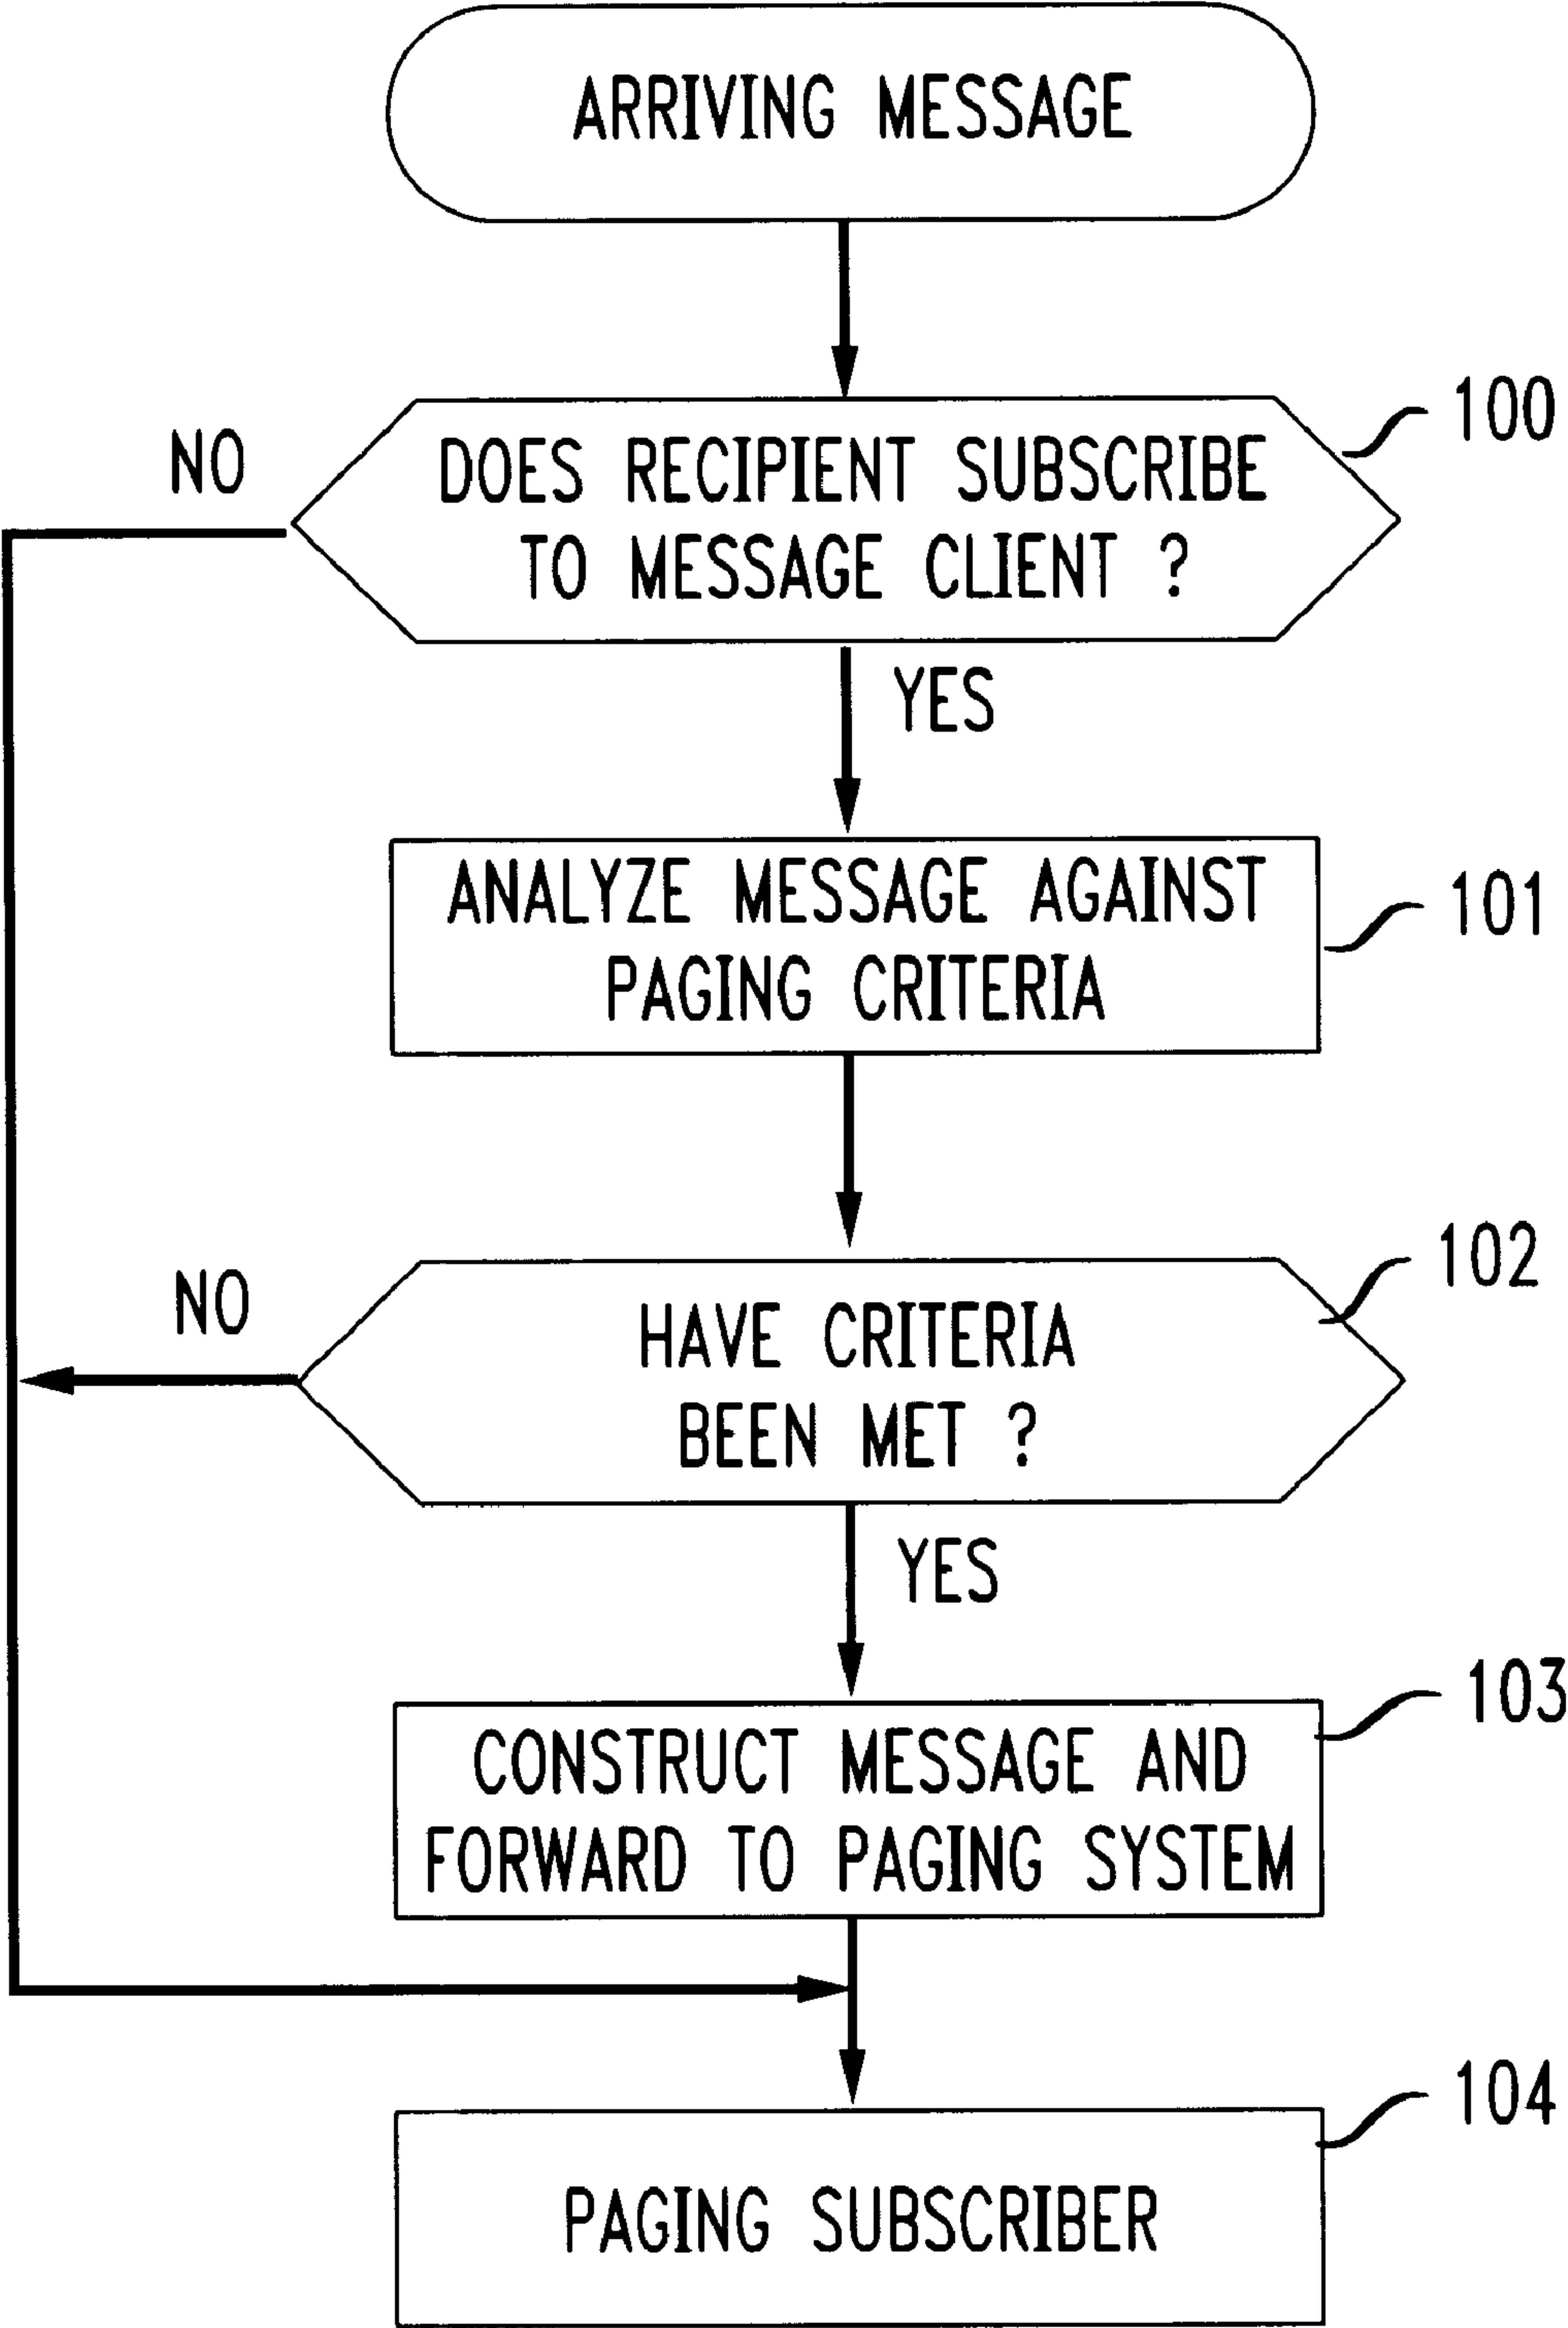 ARRIVING MESSAGE
100
NO
DOES RECIPIENT SUBSCRIBE
TO MESSAGE CLIENT ?
YES
ANALYZE MESSAGE AGAINST
PAGING CRITERIA
101
102
NO
HAVE CRITERIA
BEEN MET ?
YES
103
CONSTRUCT MESSAGE AND
FORWARD TO PAGING SYSTEM
104
PAGING SUBSCRIBER